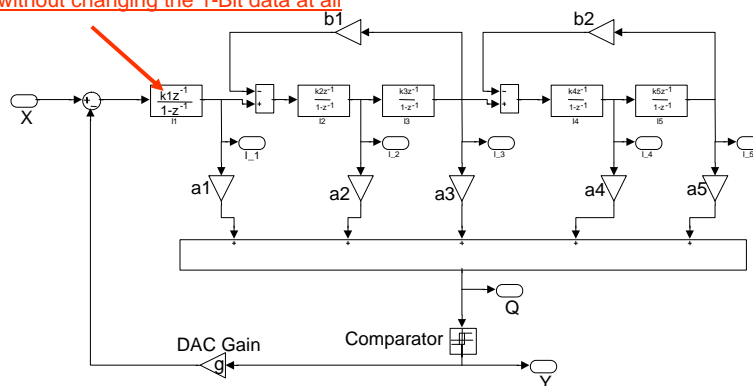 without changing the 1-Bit data at all
b1
b2
X
k1z-1
1-z-1
I1
k2z-1
1-z-1
I2
k3z-1
1-z-1
I3
k4z-1
1-z-1
I4
k5z-1
1-z-1
I5
I_1
I_2
I_3
I_4
I_5
a1
a2
a3
a4
a5
Q
Comparator
DAC Gain
g
Y